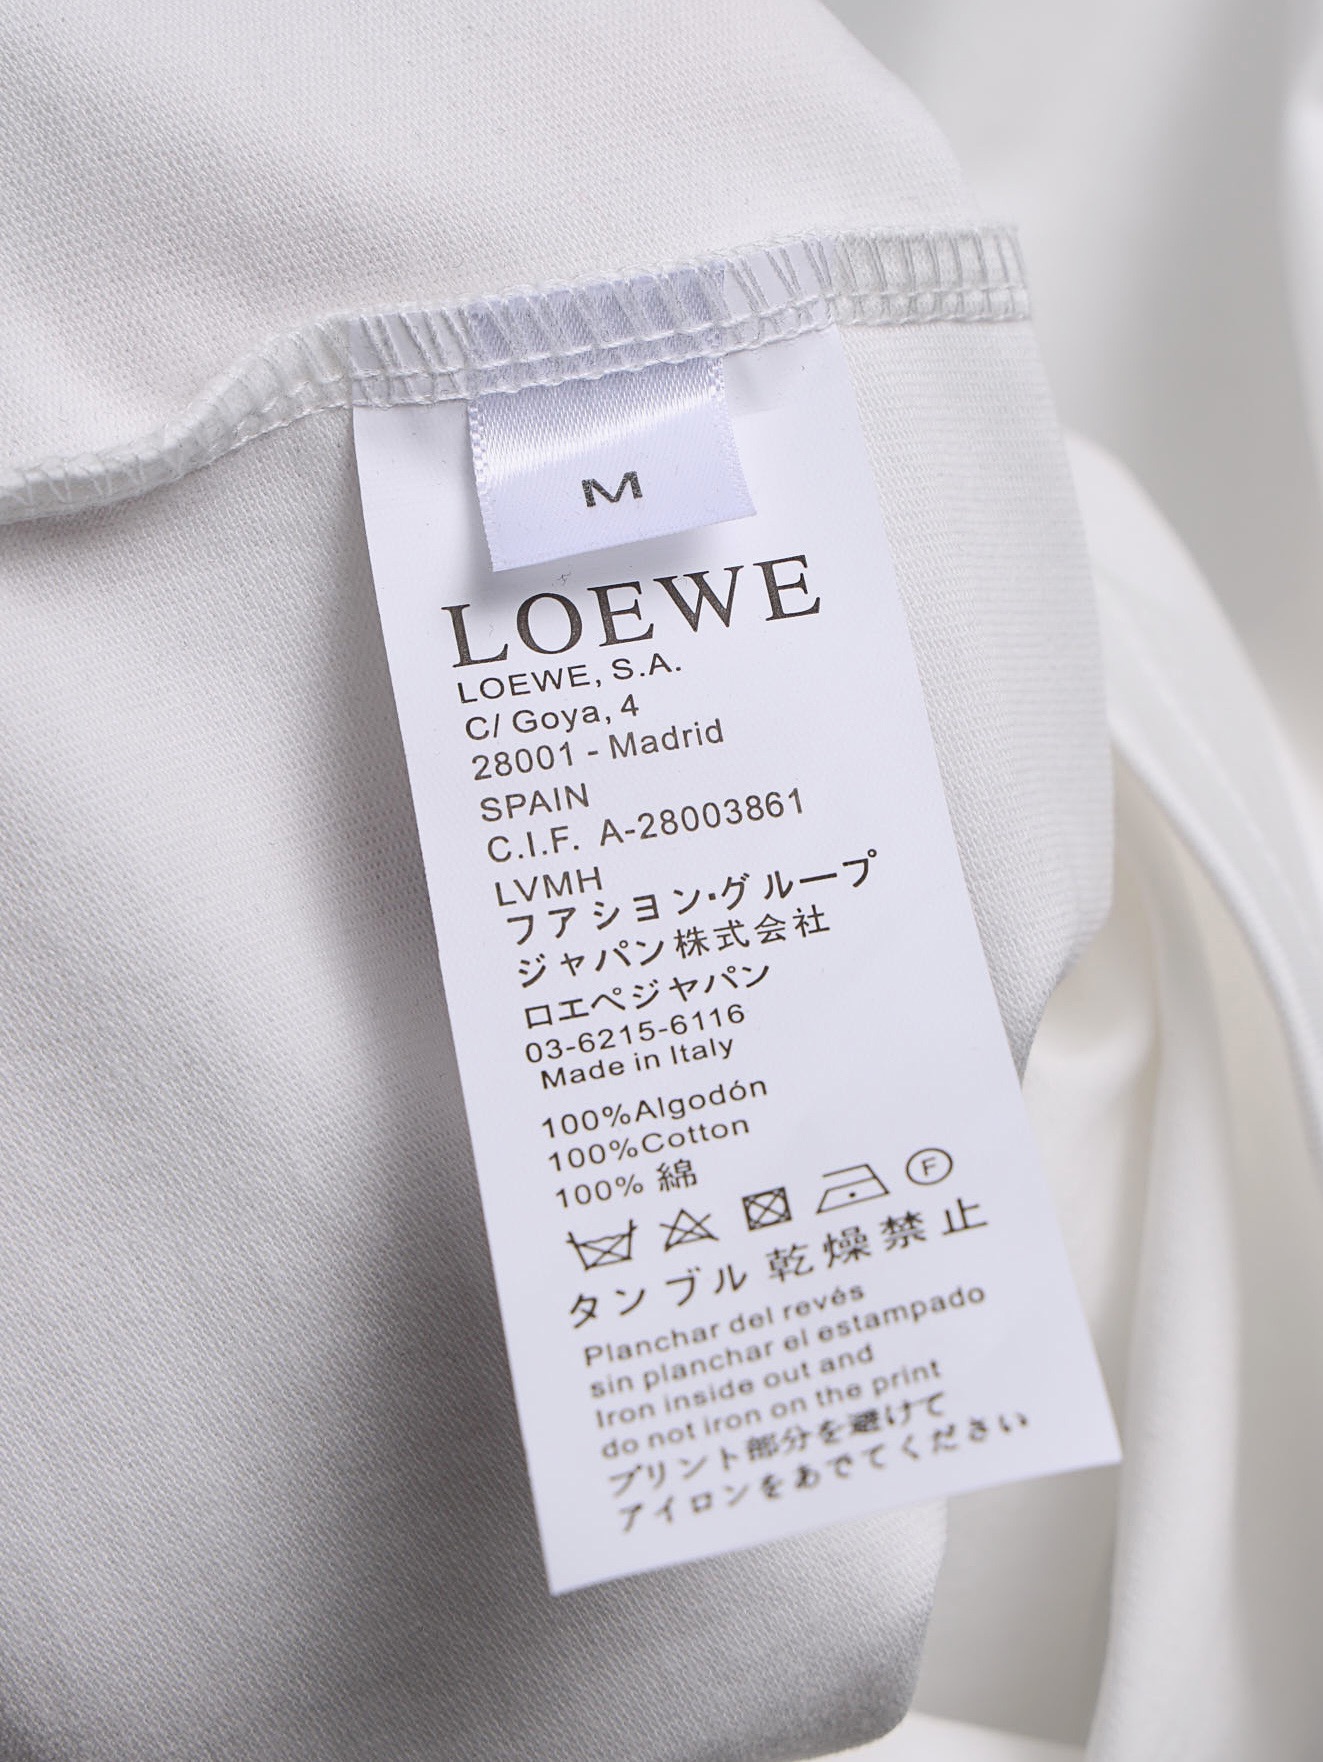 M
LOEWE
LOEWE, S.A.
C/ Goya, 4
28001 - Madrid
SPAIN
C.I.F. A-28003861
LVMH
フアシヨン・グループ
ジャパン株式会社
ロエペジャパン
03-6215-6116
Made in Italy
100%Algodón
100%Cotton
100% 綿
F
タンブル乾燥禁止
Planchar del revés
sin planchar el estampado
Iron inside out and
do not iron on the print
プリント部分を避けて
アイロンをあでてください